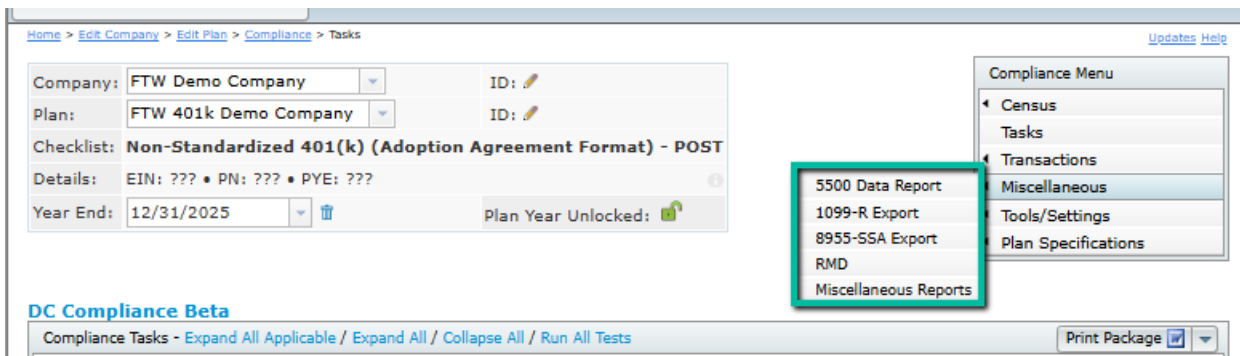 Home > Edit Company > Edit Plan > Compliance > Tasks
Updates Help
Company: FTW Demo Company ID:
Plan: FTW 401k Demo Company ID:
Checklist: Non-Standardized 401(k) (Adoption Agreement Format) - POST
Details: EIN: ??? • PN: ??? • PYE: ???
Year End: 12/31/2025 Plan Year Unlocked:
Compliance Menu
Census
Tasks
Transactions
Miscellaneous
Tools/Settings
Plan Specifications
5500 Data Report
1099-R Export
8955-SSA Export
RMD
Miscellaneous Reports
DC Compliance Beta
Compliance Tasks - Expand All Applicable / Expand All / Collapse All / Run All Tests
Print Package